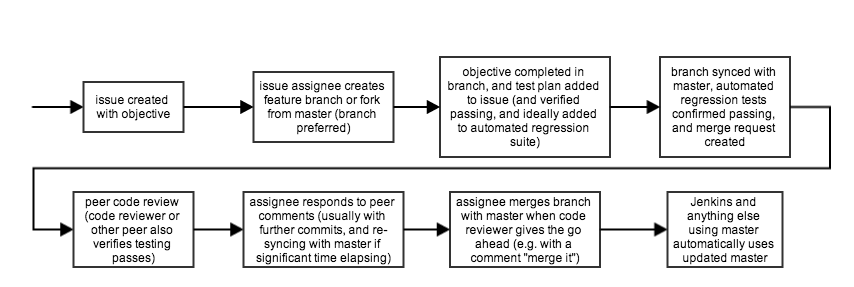 issue created
with objective
issue assignee creates
feature branch or fork
from master (branch
preferred)
objective completed in
branch, and test plan added
to issue (and verified
passing, and ideally added
to automated regression
suite)
branch synced with
master, automated
regression tests
confirmed passing,
and merge request
created
peer code review
(code reviewer or
other peer also
verifies testing
passes)
assignee responds to peer
comments (usually with
further commits, and re-
syncing with master if
significant time elapsing)
assignee merges branch
with master when code
reviewer gives the go
ahead (e.g. with a
comment "merge it")
Jenkins and
anything else
using master
automatically uses
updated master